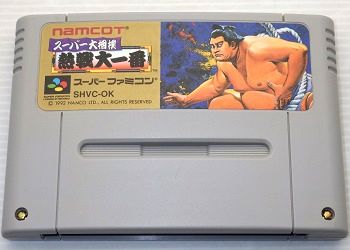 namcot
スーパー大相撲
熱戦大一番
スーパーファミコン
SHVC-OK
© 1992 NAMCO LTD., ALL RIGHTS RESERVED